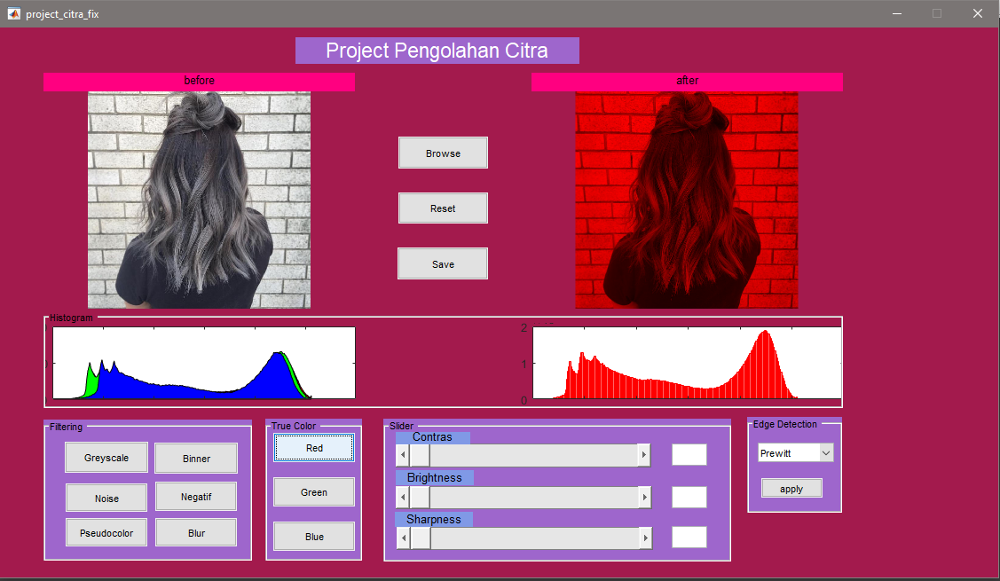 project_citra_fix
Project Pengolahan Citra
before
after
Browse
Reset
Save
Histogram
2
1
0
Filtering
Greyscale
Binner
Noise
Negatif
Pseudocolor
Blur
True Color
Red
Green
Blue
Slider
Contras
Brightness
Sharpness
Edge Detection
Prewitt
apply